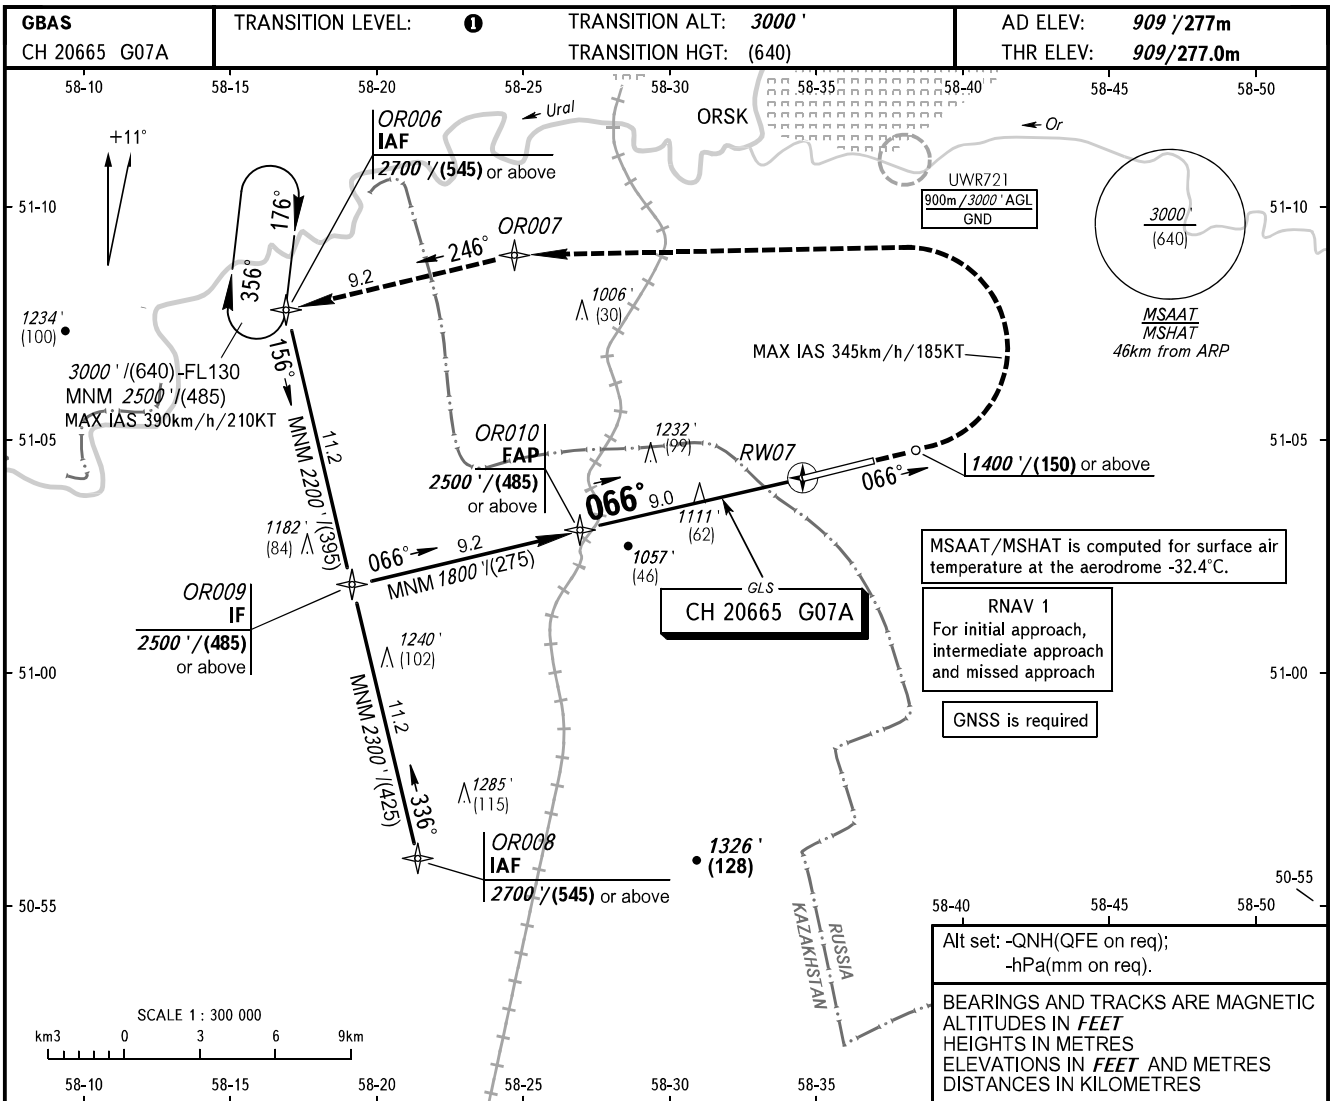 GBAS
CH 20665 G07A
TRANSITION LEVEL: 1
TRANSITION ALT: 3000'
TRANSITION HGT: (640)
AD ELEV: 909'/277m
THR ELEV: 909/277.0m
58-10 58-15 58-20 58-25 58-30 58-35 58-40 58-45 58-50
+11°
OR006
IAF
2700'/(545) or above
Ural
ORSK
Or
UWR721
900m/3000' AGL
GND
3000'
(640)
MSAAT
MSHAT
46km from ARP
51-10
51-10
176°
356°
OR007
246°
9.2
1006'
(30)
1234'
(100)
3000'/(640)-FL130
MNM 2500'/(485)
MAX IAS 390km/h/210KT
156°
MNM 2200'/(395)
11.2
MAX IAS 345km/h/185KT
51-05
51-05
OR010
FAP
2500'/(485)
or above
1232'
(99)
RW07
066°
1400'/(150) or above
066°
9.0
1111'
(62)
1182'
(84)
066°
9.2
MNM 1800'/(275)
1057'
(46)
GLS
CH 20665 G07A
MSAAT/MSHAT is computed for surface air
temperature at the aerodrome -32.4°C.
RNAV 1
For initial approach,
intermediate approach
and missed approach
GNSS is required
OR009
IF
2500'/(485)
or above
1240'
(102)
51-00
51-00
MNM 2300'/(425)
11.2
336°
1285'
(115)
OR008
IAF
2700'/(545) or above
1326'
(128)
50-55
50-55
RUSSIA
KAZAKHSTAN
58-40 58-45 58-50
Alt set: -QNH(QFE on req);
-hPa(mm on req).
BEARINGS AND TRACKS ARE MAGNETIC
ALTITUDES IN FEET
HEIGHTS IN METRES
ELEVATIONS IN FEET AND METRES
DISTANCES IN KILOMETRES
SCALE 1 : 300 000
km3 0 3 6 9km
58-10 58-15 58-20 58-25 58-30 58-35